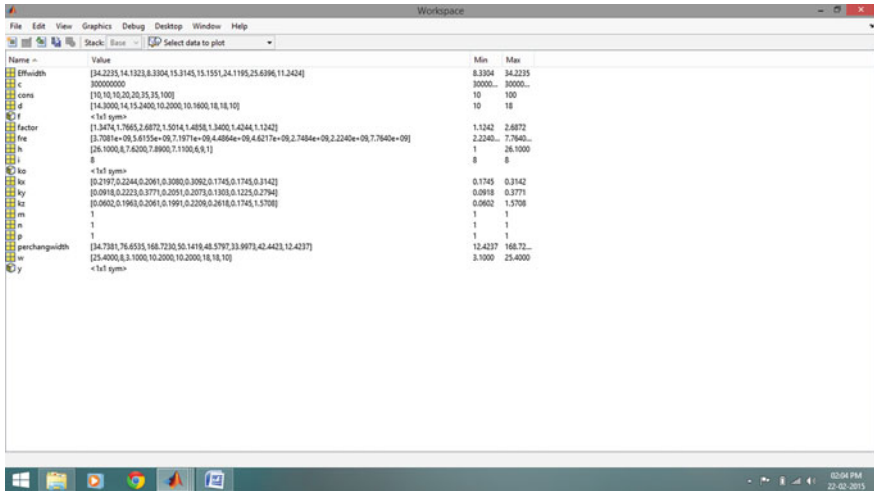 Workspace
File Edit View Graphics Debug Desktop Window Help
Stack: Base Select data to plot
Name Value Min Max
Effwidth [34.2235,14.1323,8.3304,15.3145,15.1551,24.1195,25.6396,11.2424] 8.3304 34.2235
c 300000000 30000... 30000...
cons [10,10,10,20,20,35,35,100] 10 100
d [14.3000,14,15.2400,10.2000,10.1600,18,18,10] 10 18
f <1x1 sym>
factor [1.3474,1.7665,2.6872,1.5014,1.4858,1.3400,1.4244,1.1242] 1.1242 2.6872
fre [3.7081e+09,5.6155e+09,7.1971e+09,4.4864e+09,4.6217e+09,2.7484e+09,2.2240e+09,7.7640e+09] 2.2240... 7.7640...
h [26.1000,8,7.6200,7.8900,7.1100,6,9,1] 1 26.1000
i 8 8 8
ko <1x1 sym>
kx [0.2197,0.2244,0.2061,0.3080,0.3092,0.1745,0.1745,0.3142] 0.1745 0.3142
ky [0.0918,0.2223,0.3771,0.2051,0.2073,0.1303,0.1225,0.2794] 0.0918 0.3771
kz [0.0602,0.1963,0.2061,0.1991,0.2209,0.2618,0.1745,1.5708] 0.0602 1.5708
m 1 1 1
n 1 1 1
p 1 1 1
perchangwidth [34.7381,76.6535,168.7230,50.1419,48.5797,33.9973,42.4423,12.4237] 12.4237 168.72...
w [25.4000,8,3.1000,10.2000,10.2000,18,18,10] 3.1000 25.4000
y <1x1 sym>
02:04 PM
22-02-2015